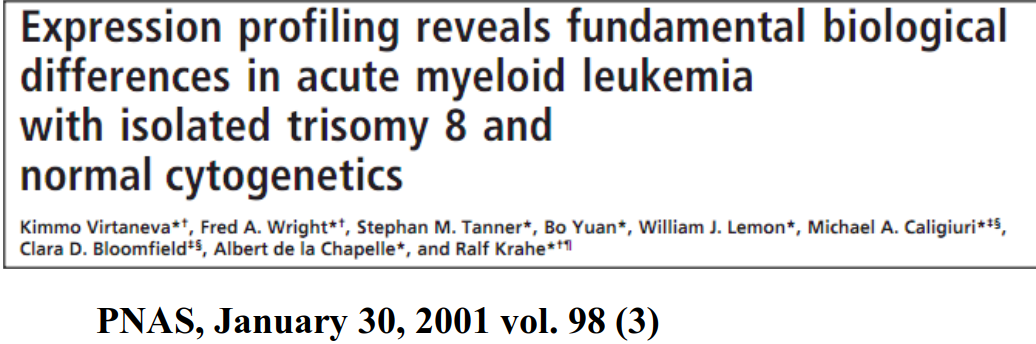 Expression profiling reveals fundamental biological
differences in acute myeloid leukemia
with isolated trisomy 8 and
normal cytogenetics
Kimmo Virtaneva*†, Fred A. Wright*†, Stephan M. Tanner*, Bo Yuan*, William J. Lemon*, Michael A. Caligiuri*‡§,
Clara D. Bloomfield‡§, Albert de la Chapelle*, and Ralf Krahe*†¶
PNAS, January 30, 2001 vol. 98 (3)